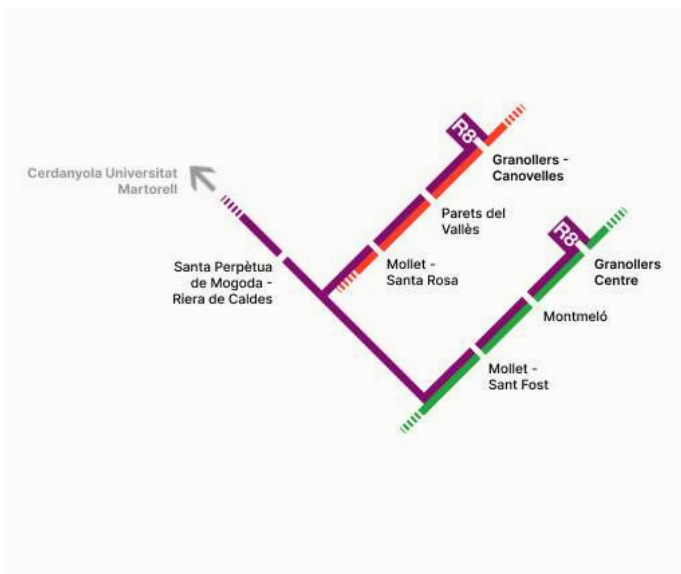 R8
Granollers -
Canovelles
Cerdanyola Universitat
Martorell
Parets del
Vallès
R8
Granollers
Centre
Santa Perpètua
de Mogoda -
Riera de Caldes
Mollet -
Santa Rosa
Montmeló
Mollet -
Sant Fost